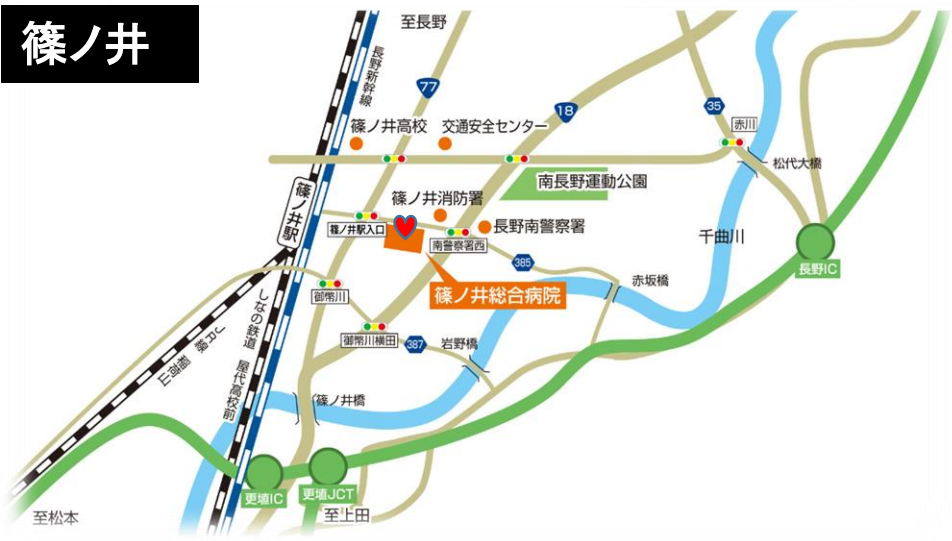 篠ノ井
至長野
長野新幹線
77
18
35
赤川
篠ノ井高校
交通安全センター
松代大橋
南長野運動公園
篠ノ井駅
篠ノ井消防署
篠ノ井駅入口
長野南警察署
南警察署西
千曲川
385
長野IC
赤坂橋
御幣川
篠ノ井総合病院
しなの鉄道 屋代高校前
JR線 稲荷山
御幣川横田
387
岩野橋
篠ノ井橋
更埴IC
更埴JCT
至松本
至上田